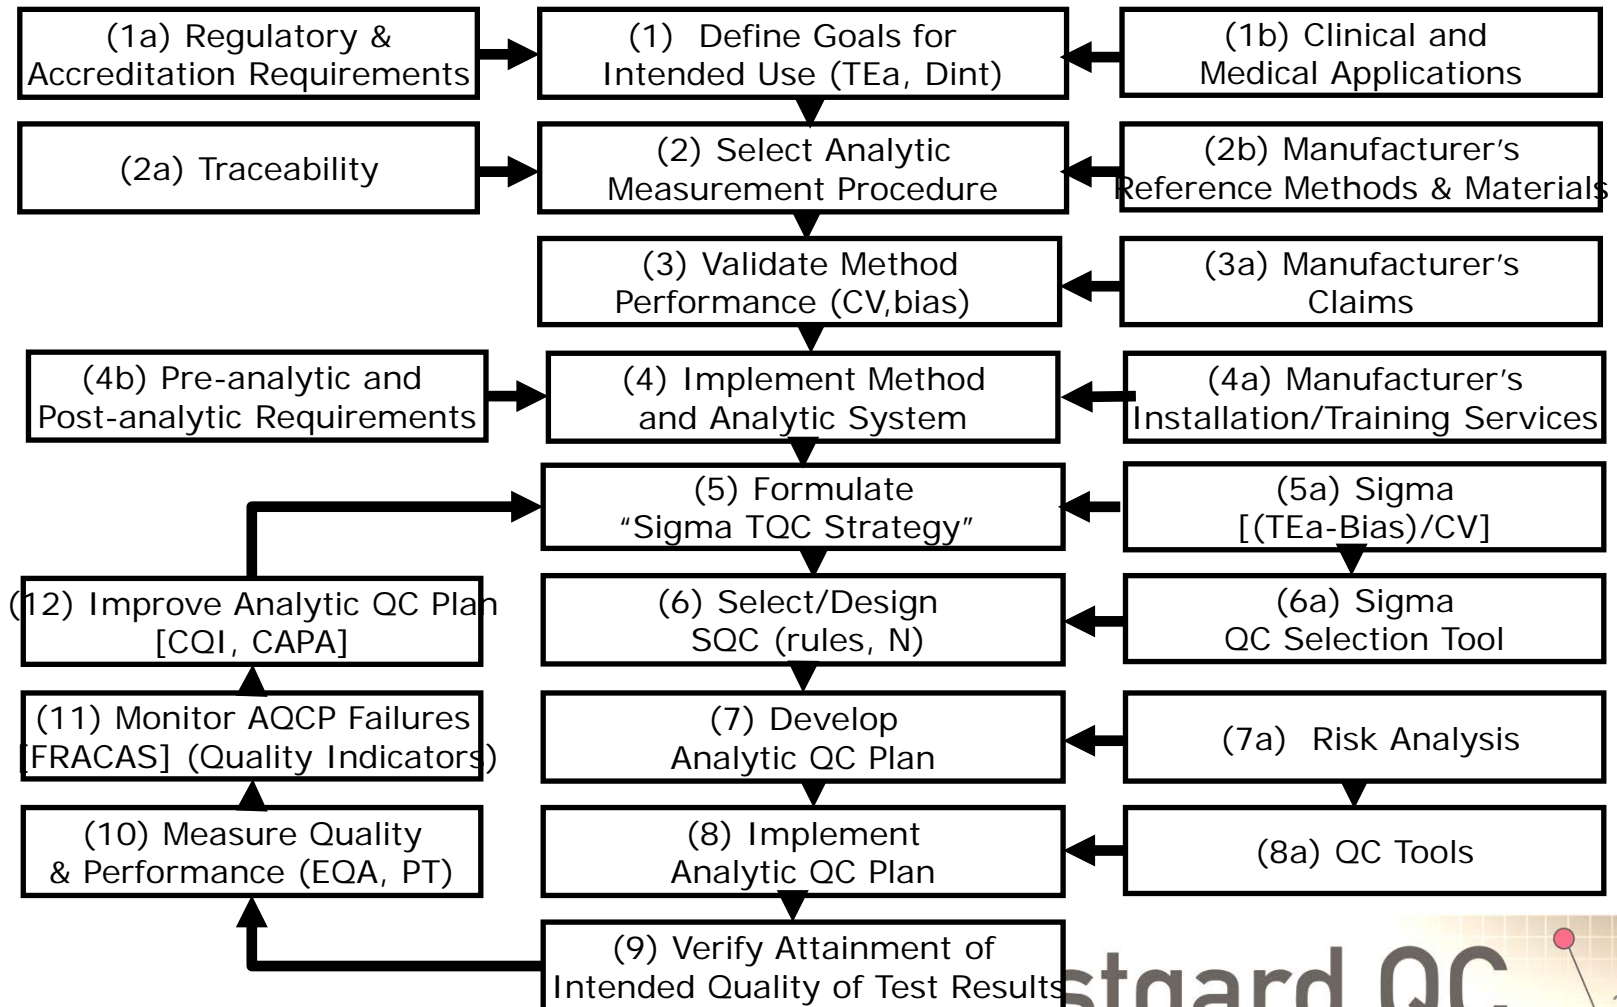 (1a) Regulatory &
Accreditation Requirements
(1) Define Goals for
Intended Use (TEa, Dint)
(1b) Clinical and
Medical Applications
(2a) Traceability
(2) Select Analytic
Measurement Procedure
(2b) Manufacturer’s
Reference Methods & Materials
(3) Validate Method
Performance (CV,bias)
(3a) Manufacturer’s
Claims
(4b) Pre-analytic and
Post-analytic Requirements
(4) Implement Method
and Analytic System
(4a) Manufacturer’s
Installation/Training Services
(5) Formulate
“Sigma TQC Strategy”
(5a) Sigma
[(TEa-Bias)/CV]
(12) Improve Analytic QC Plan
[CQI, CAPA]
(6) Select/Design
SQC (rules, N)
(6a) Sigma
QC Selection Tool
(11) Monitor AQCP Failures
[FRACAS] (Quality Indicators)
(7) Develop
Analytic QC Plan
(7a) Risk Analysis
(10) Measure Quality
& Performance (EQA, PT)
(8) Implement
Analytic QC Plan
(8a) QC Tools
(9) Verify Attainment of
Intended Quality of Test Results
stgard QC